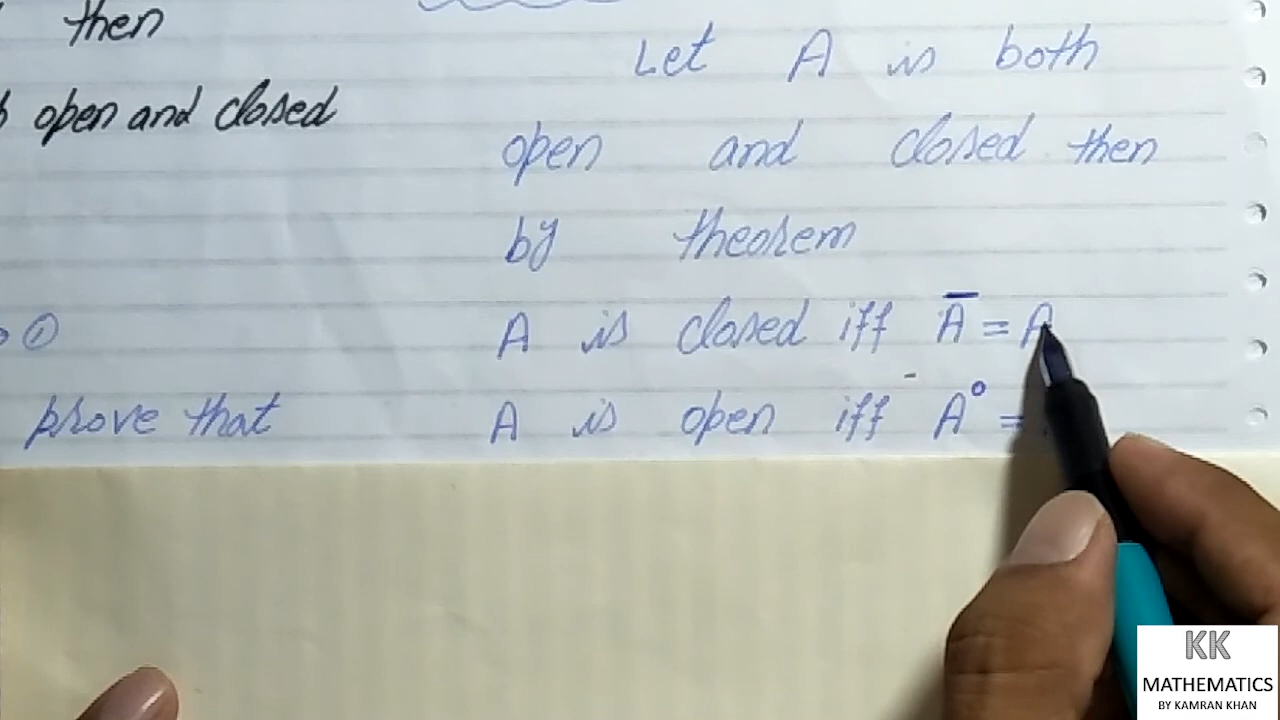 then
open and closed
Let A is both
open and closed then
by theorem
①
A is closed iff A̅ = A
prove that
A is open iff A° =
KK
MATHEMATICS
BY KAMRAN KHAN